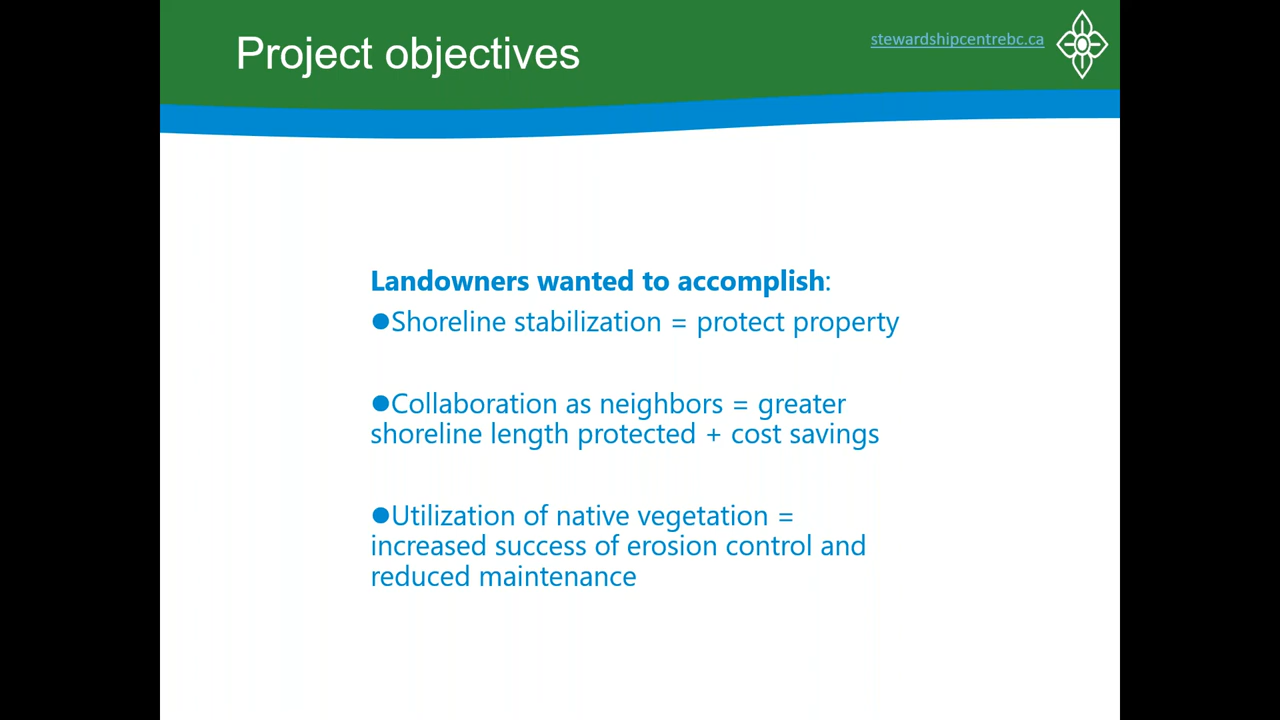 Project objectives
stewardshipcentrebc.ca
Landowners wanted to accomplish:
●Shoreline stabilization = protect property
●Collaboration as neighbors = greater
shoreline length protected + cost savings
●Utilization of native vegetation =
increased success of erosion control and
reduced maintenance